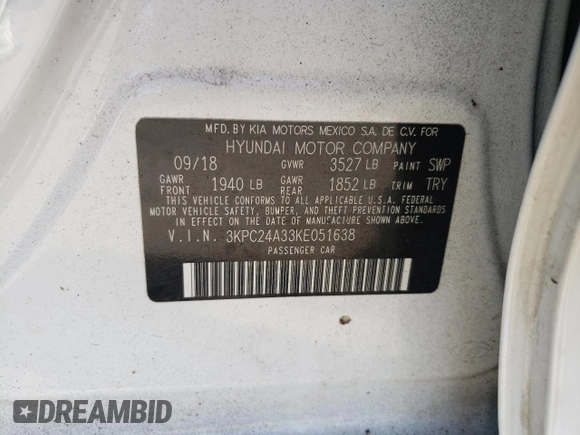 MFD. BY KIA MOTORS MEXICO S.A. DE C.V. FOR
HYUNDAI MOTOR COMPANY
09/18 GVWR 3527 LB PAINT SWP
GAWR FRONT 1940 LB GAWR REAR 1852 LB TRIM TRY
THIS VEHICLE CONFORMS TO ALL APPLICABLE U.S.A. FEDERAL
MOTOR VEHICLE SAFETY, BUMPER, AND THEFT PREVENTION STANDARDS
IN EFFECT ON THE DATE OF MANUFACTURE SHOWN ABOVE.
V.I.N. 3KPC24A33KE051638
PASSENGER CAR
DREAMBID